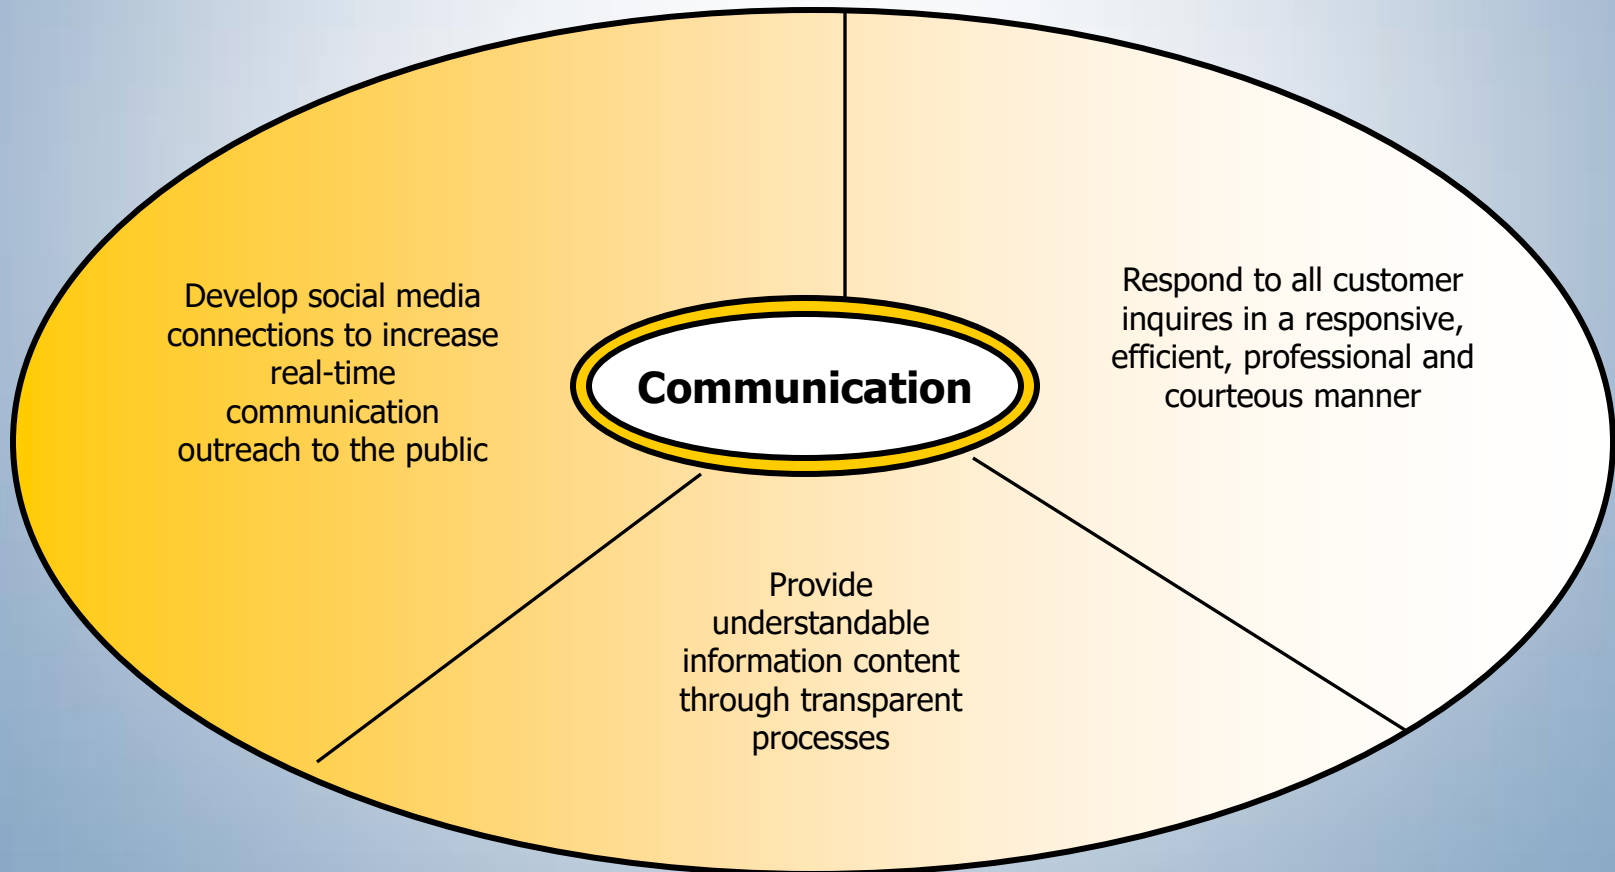 Develop social media
connections to increase
real-time
communication
outreach to the public
Communication
Respond to all customer
inquires in a responsive,
efficient, professional and
courteous manner
Provide
understandable
information content
through transparent
processes